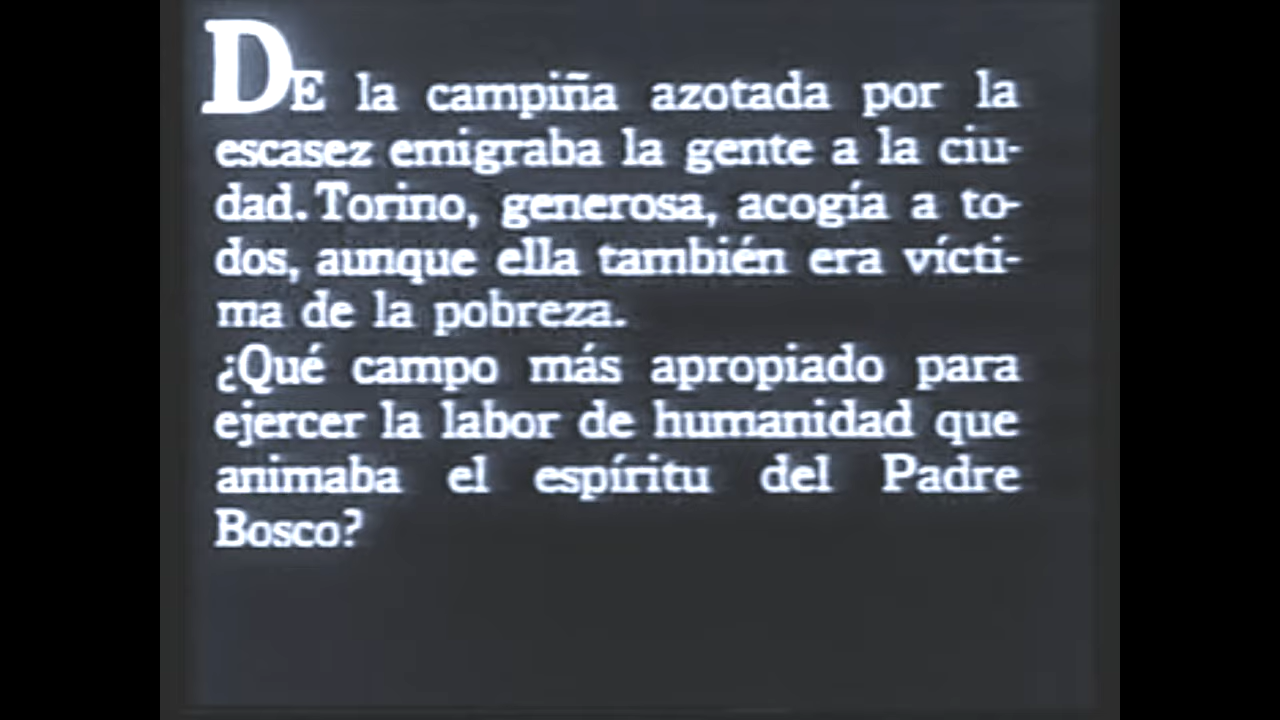 DE la campiña azotada por la
escasez emigraba la gente a la ciu-
dad. Torino, generosa, acogía a to-
dos, aunque ella también era vícti-
ma de la pobreza.
¿Qué campo más apropiado para
ejercer la labor de humanidad que
animaba el espíritu del Padre
Bosco?